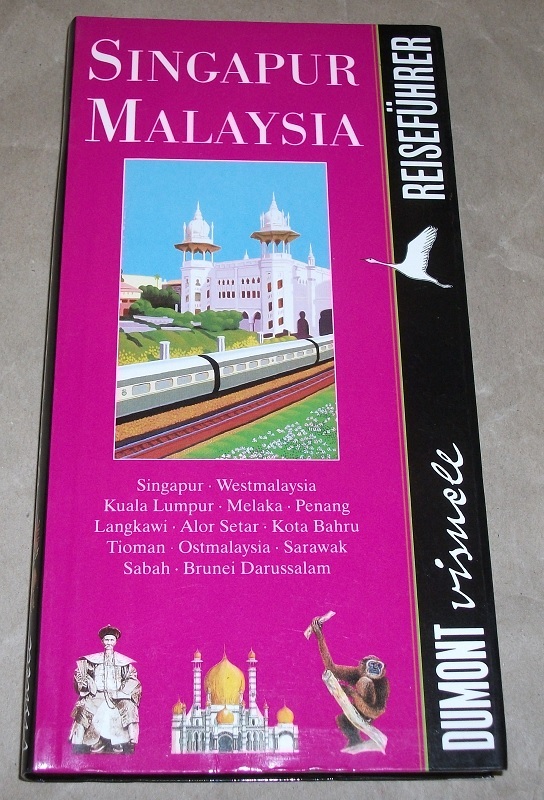 SINGAPUR
MALAYSIA
Singapur · Westmalaysia
Kuala Lumpur · Melaka · Penang
Langkawi · Alor Setar · Kota Bahru
Tioman · Ostmalaysia · Sarawak
Sabah · Brunei Darussalam
DUMONT visuell REISEFÜHRER